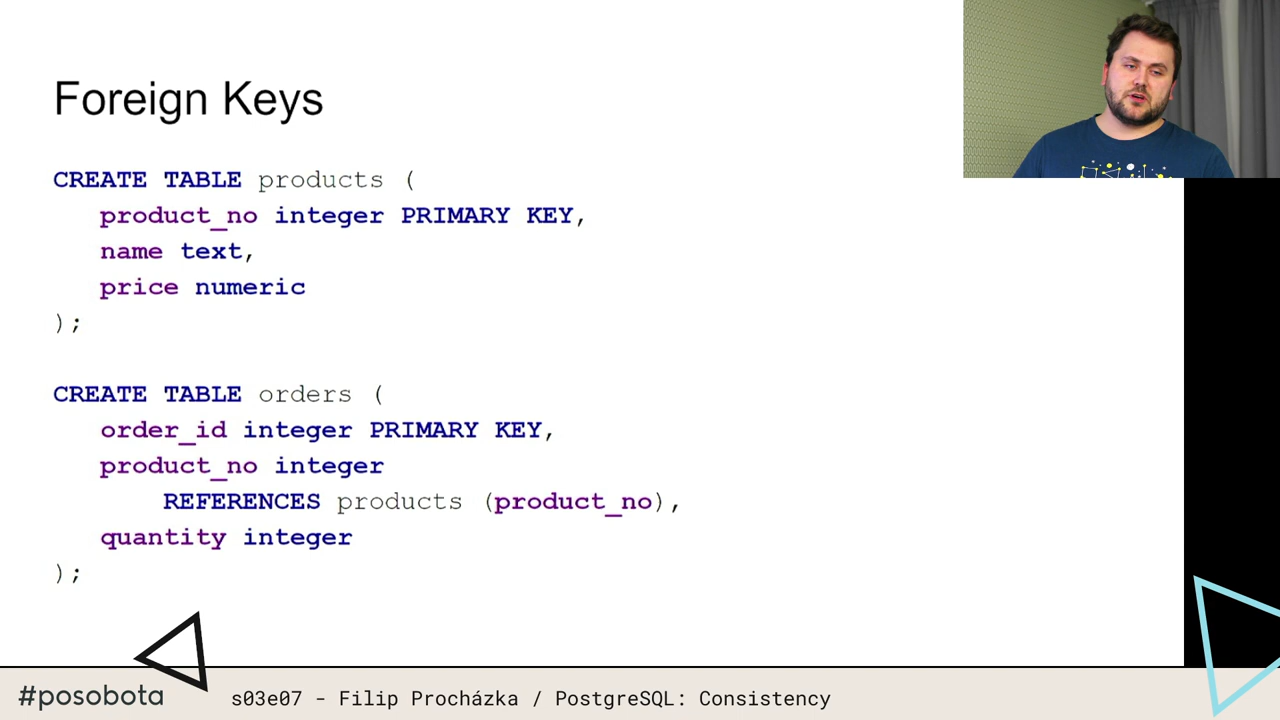 Foreign Keys
CREATE TABLE products (
product_no integer PRIMARY KEY,
name text,
price numeric
);
CREATE TABLE orders (
order_id integer PRIMARY KEY,
product_no integer
REFERENCES products (product_no),
quantity integer
);
#posobota
s03e07 - Filip Procházka / PostgreSQL: Consistency